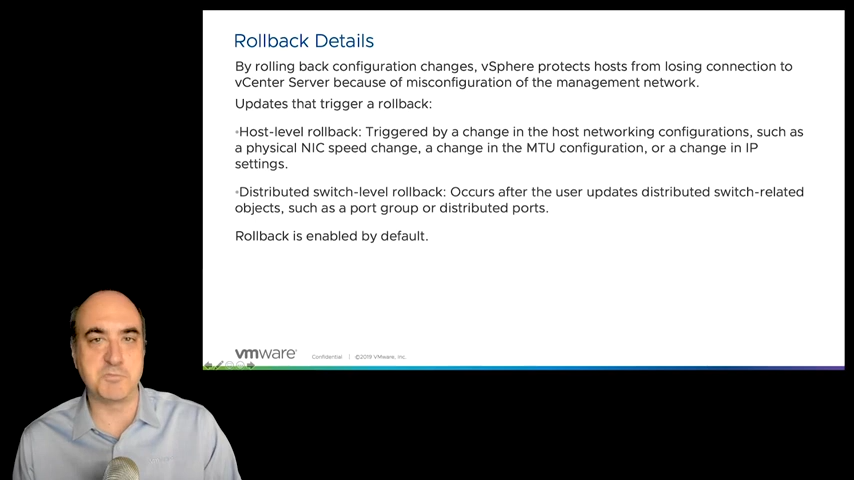 Rollback Details
By rolling back configuration changes, vSphere protects hosts from losing connection to
vCenter Server because of misconfiguration of the management network.
Updates that trigger a rollback:
•Host-level rollback: Triggered by a change in the host networking configurations, such as
a physical NIC speed change, a change in the MTU configuration, or a change in IP
settings.
•Distributed switch-level rollback: Occurs after the user updates distributed switch-related
objects, such as a port group or distributed ports.
Rollback is enabled by default.
vmware® Confidential | ©2019 VMware, Inc.